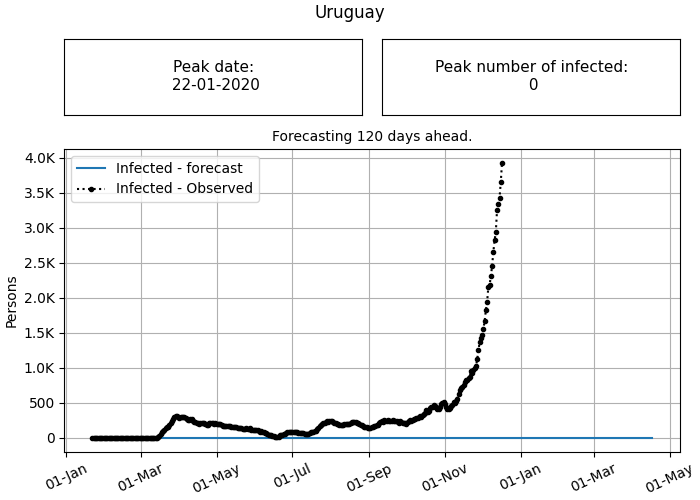 Uruguay
Peak date:
22-01-2020
Peak number of infected:
0
Forecasting 120 days ahead.
Infected - forecast
Infected - Observed
Persons
4.0K
3.5K
3.0K
2.5K
2.0K
1.5K
1.0K
500
0
01-Jan
01-Mar
01-May
01-Jul
01-Sep
01-Nov
01-Jan
01-Mar
01-May